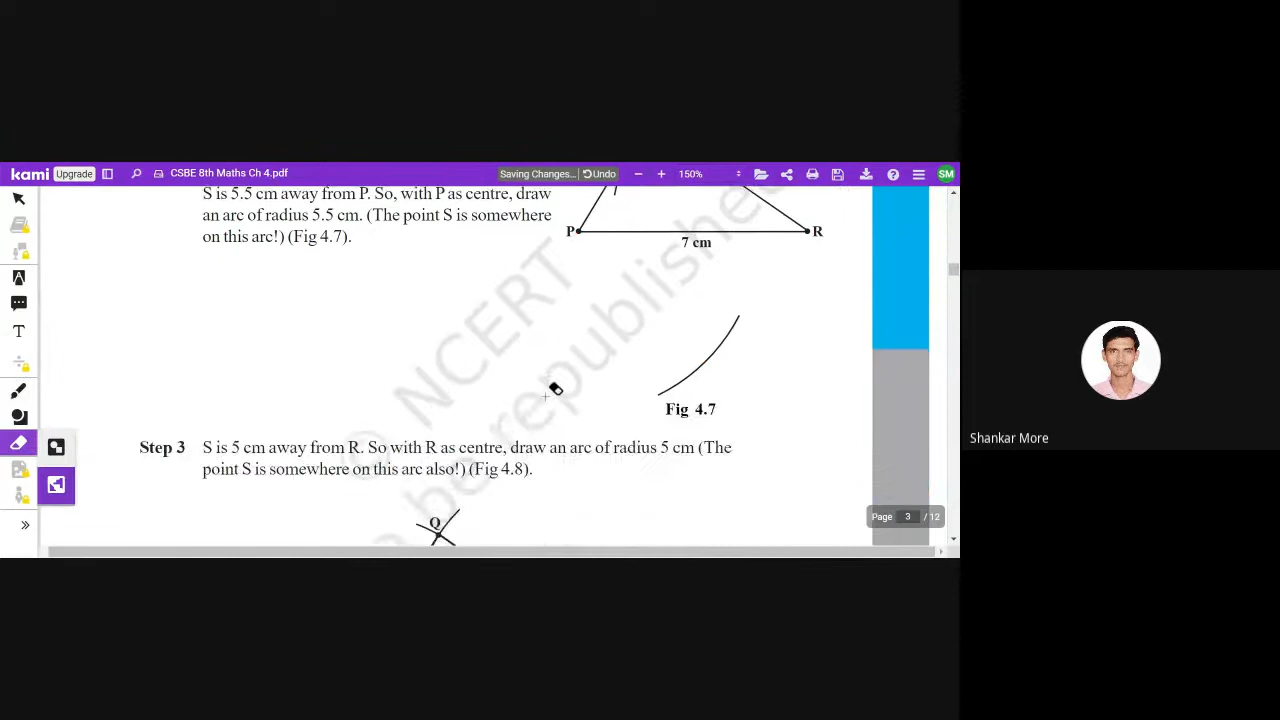 kami Upgrade CSBE 8th Maths Ch 4.pdf Saving Changes... Undo 150% SM
S is 5.5 cm away from P. So, with P as centre, draw
an arc of radius 5.5 cm. (The point S is somewhere
on this arc!) (Fig 4.7).
P R
7 cm
© NCERT
be republished
Fig 4.7
Step 3 S is 5 cm away from R. So with R as centre, draw an arc of radius 5 cm (The
point S is somewhere on this arc also!) (Fig 4.8).
Q
Page 3 / 12
Shankar More